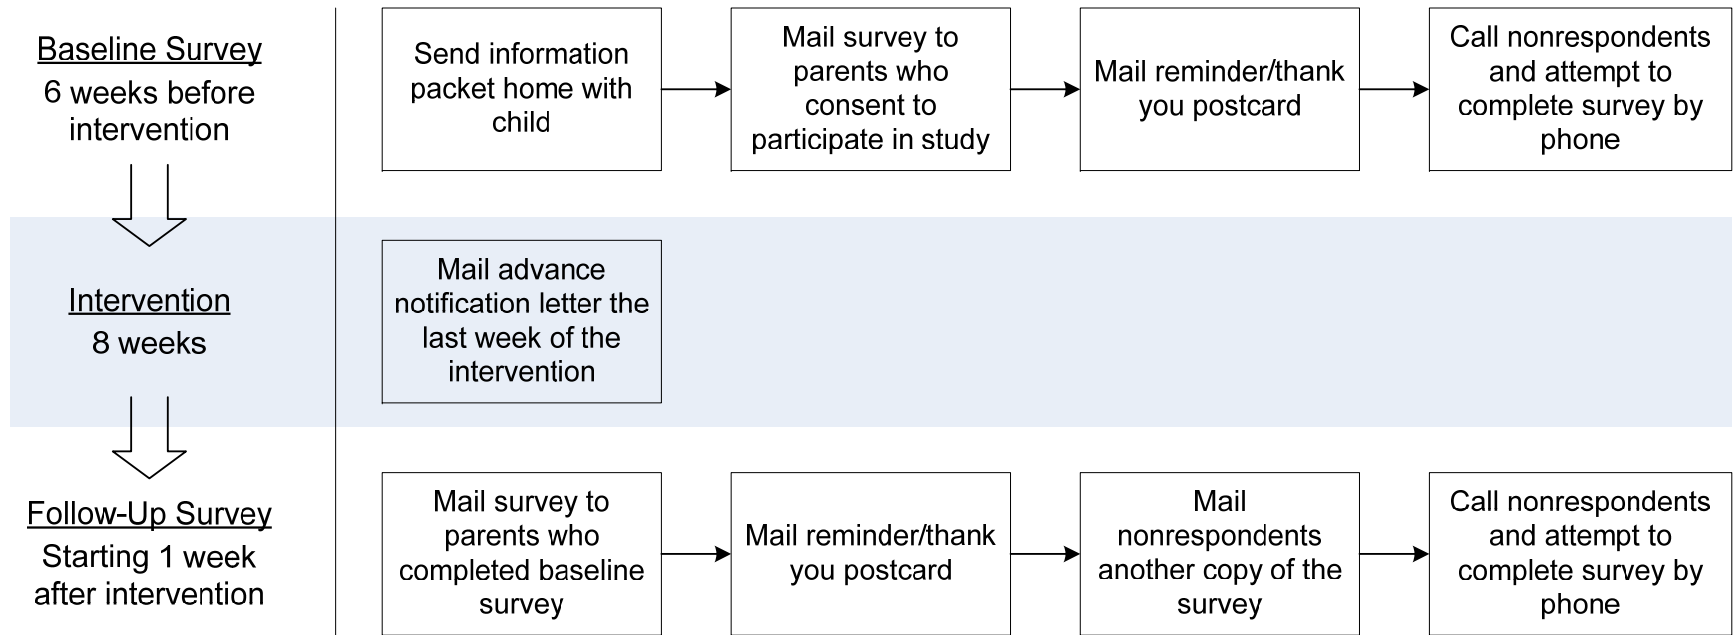 Baseline Survey
6 weeks before
intervention
Send information
packet home with
child
Mail survey to
parents who
consent to
participate in study
Mail reminder/thank
you postcard
Call nonrespondents
and attempt to
complete survey by
phone
Intervention
8 weeks
Mail advance
notification letter the
last week of the
intervention
Follow-Up Survey
Starting 1 week
after intervention
Mail survey to
parents who
completed baseline
survey
Mail reminder/thank
you postcard
Mail
nonrespondents
another copy of the
survey
Call nonrespondents
and attempt to
complete survey by
phone